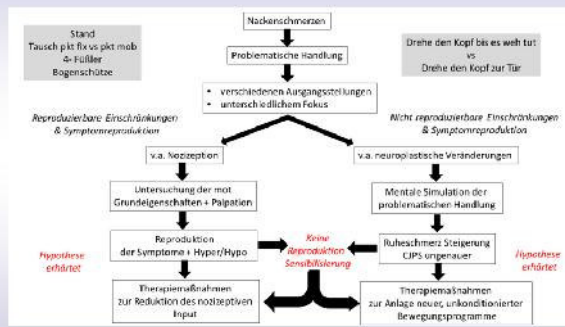 Nackenschmerzen
Stand
Tausch pkt fix vs pkt mob
4- Füßler
Bogenschütze
Problematische Handlung
Drehe den Kopf bis es weh tut
vs
Drehe den Kopf zur Tür
• verschiedenen Ausgangsstellungen
• unterschiedlichem Fokus
Reproduzierbare Einschränkungen
& Symptomreproduktion
Nicht reproduzierbare Einschränkungen
& Symptomreproduktion
v.a. Nozizeption
v.a. neuroplastische Veränderungen
Untersuchung der mot
Grundeigenschaften + Palpation
Mentale Simulation der
problematischen Handlung
Reproduktion
der Symptome + Hyper/Hypo
Keine
Reproduktion
Sensibilisierung
Ruheschmerz Steigerung
CJPS ungenauer
Hypothese
erhärtet
Hypothese
erhärtet
Therapiemaßnahmen
zur Reduktion des nozizeptiven
Input
Therapiemaßnahmen
zur Anlage neuer, unkonditionierter
Bewegungsprogramme